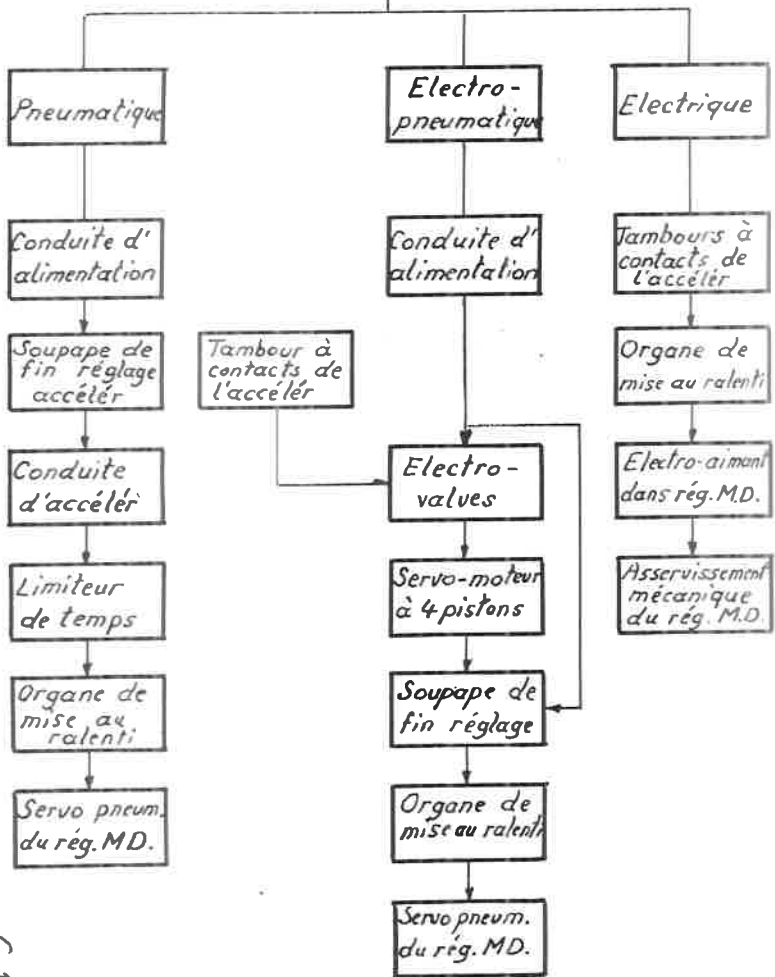 Pneumatique
Conduite d'
alimentation
Soupape de
fin réglage
accélér
Conduite
d'accélér
Limiteur
de temps
Organe de
mise au
ralenti
Servo pneum.
du rég. M.D.
Tambour à
contacts de
l'accélér
Electro-
pneumatique
Conduite d'
alimentation
Electro-
valves
Servo-moteur
à 4 pistons
Soupape de
fin réglage
Organe de
mise au ralenti
Servo pneum.
du rég. MD.
Electrique
Tambours à
contacts de
l'accélér
Organe de
mise au ralenti
Electro-aimant
dans rég. M.D.
Asservissement
mécanique
du rég. M.D.